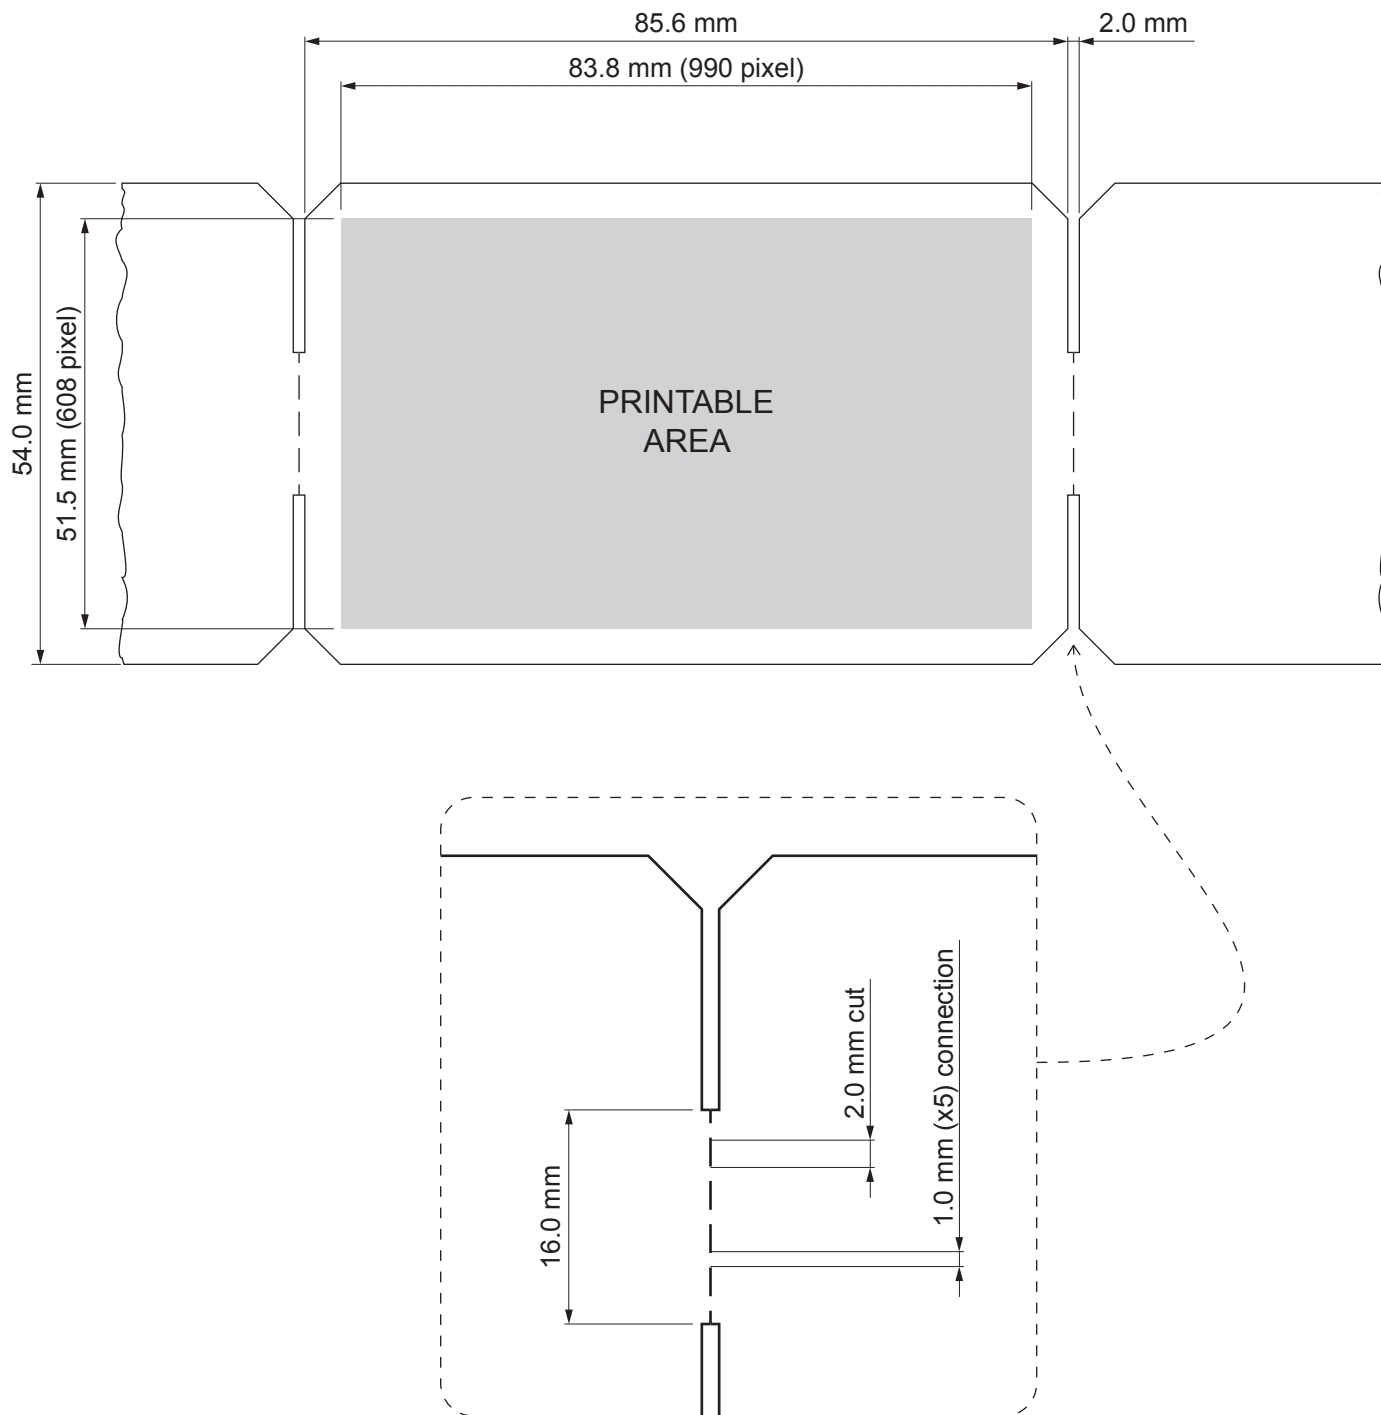 85.6 mm
2.0 mm
83.8 mm (990 pixel)
54.0 mm
51.5 mm (608 pixel)
PRINTABLE
AREA
16.0 mm
2.0 mm cut
1.0 mm (x5) connection